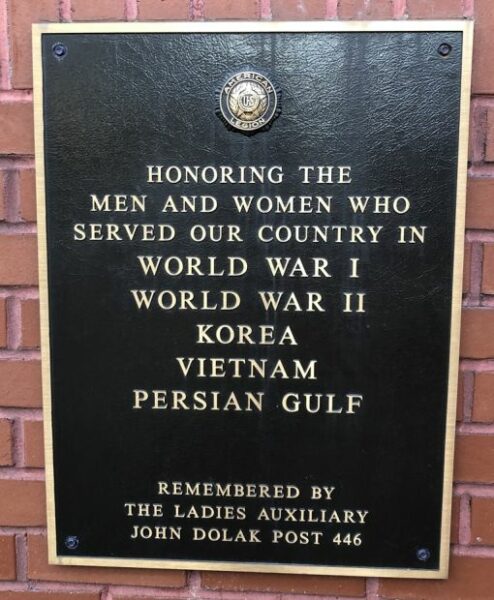 AMERICAN
US
LEGION
HONORING THE
MEN AND WOMEN WHO
SERVED OUR COUNTRY IN
WORLD WAR I
WORLD WAR II
KOREA
VIETNAM
PERSIAN GULF
REMEMBERED BY
THE LADIES AUXILIARY
JOHN DOLAK POST 446